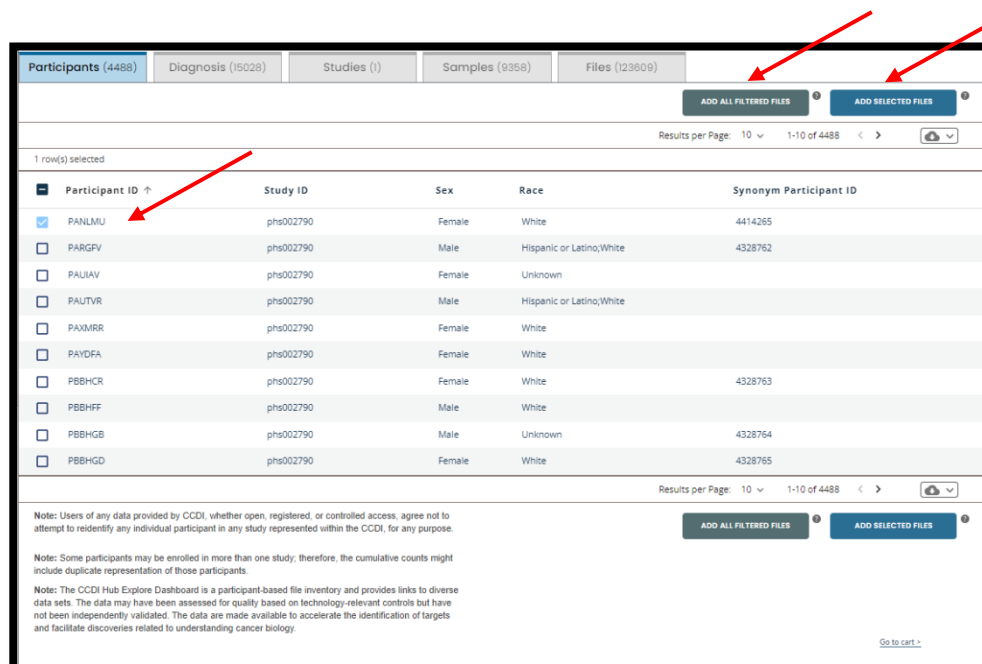 Participants (4488) Diagnosis (15028) Studies (1) Samples (9358) Files (123609)
ADD ALL FILTERED FILES ? ADD SELECTED FILES ?
Results per Page: 10 1-10 of 4488 < >
1 row(s) selected
Participant ID ↑ Study ID Sex Race Synonym Participant ID
PANLMU phs002790 Female White 4414265
PARGFV phs002790 Male Hispanic or Latino;White 4328762
PAUIAV phs002790 Female Unknown
PAUTVR phs002790 Male Hispanic or Latino;White
PAXMRR phs002790 Female White
PAYDFA phs002790 Female White
PBBHCR phs002790 Female White 4328763
PBBHFF phs002790 Male White
PBBHGB phs002790 Male Unknown 4328764
PBBHGD phs002790 Female White 4328765
Results per Page: 10 1-10 of 4488 < >
Note: Users of any data provided by CCDI, whether open, registered, or controlled access, agree not to
attempt to reidentify any individual participant in any study represented within the CCDI, for any purpose.
ADD ALL FILTERED FILES ? ADD SELECTED FILES ?
Note: Some participants may be enrolled in more than one study; therefore, the cumulative counts might
include duplicate representation of those participants.
Note: The CCDI Hub Explore Dashboard is a participant-based file inventory and provides links to diverse
data sets. The data may have been assessed for quality based on technology-relevant controls but have
not been independently validated. The data are made available to accelerate the identification of targets
and facilitate discoveries related to understanding cancer biology.
Go to cart >